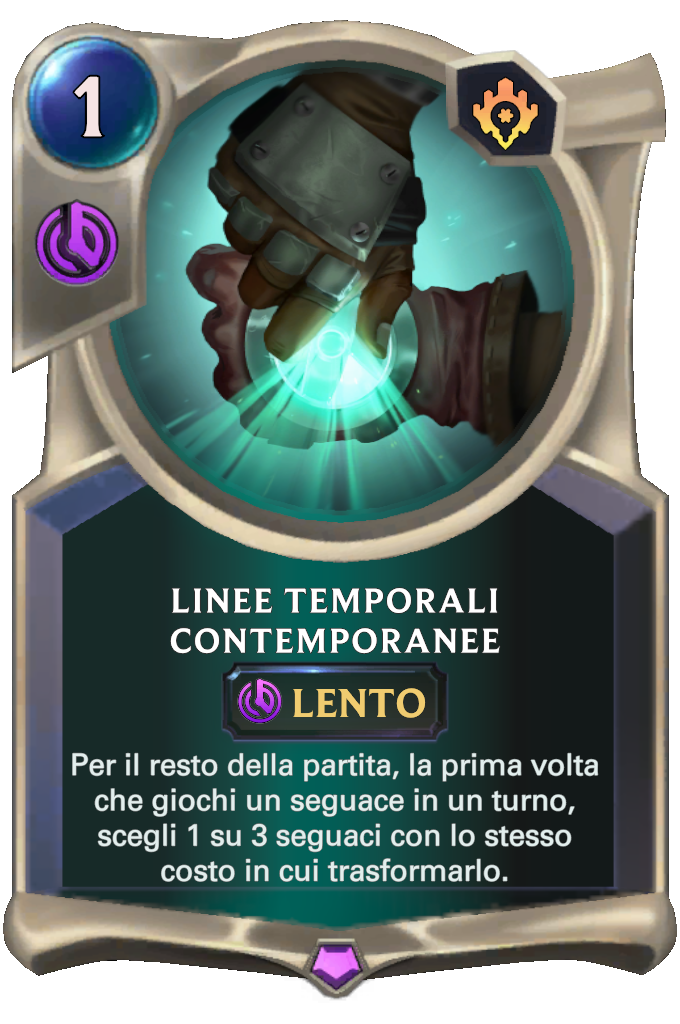 1
LINEE TEMPORALI
CONTEMPORANEE
LENTO
Per il resto della partita, la prima volta
che giochi un seguace in un turno,
scegli 1 su 3 seguaci con lo stesso
costo in cui trasformarlo.